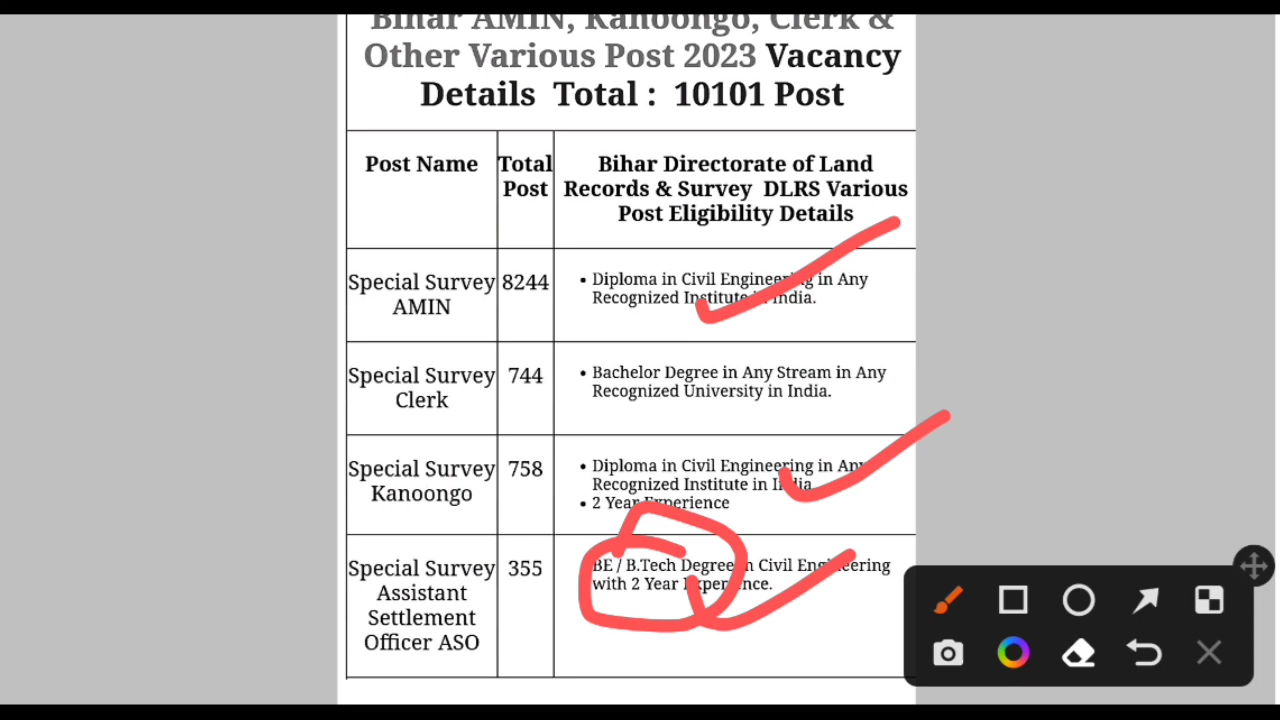 Bihar AMIN, Kanoongo, Clerk &
Other Various Post 2023 Vacancy
Details Total : 10101 Post
Post Name
Total
Post
Bihar Directorate of Land
Records & Survey DLRS Various
Post Eligibility Details
Special Survey
AMIN
8244
• Diploma in Civil Engineering in Any
Recognized Institute in India.
Special Survey
Clerk
744
• Bachelor Degree in Any Stream in Any
Recognized University in India.
Special Survey
Kanoongo
758
• Diploma in Civil Engineering in Any
Recognized Institute in India
• 2 Year Experience
Special Survey
Assistant
Settlement
Officer ASO
355
BE / B.Tech Degree in Civil Engineering
with 2 Year Experience.